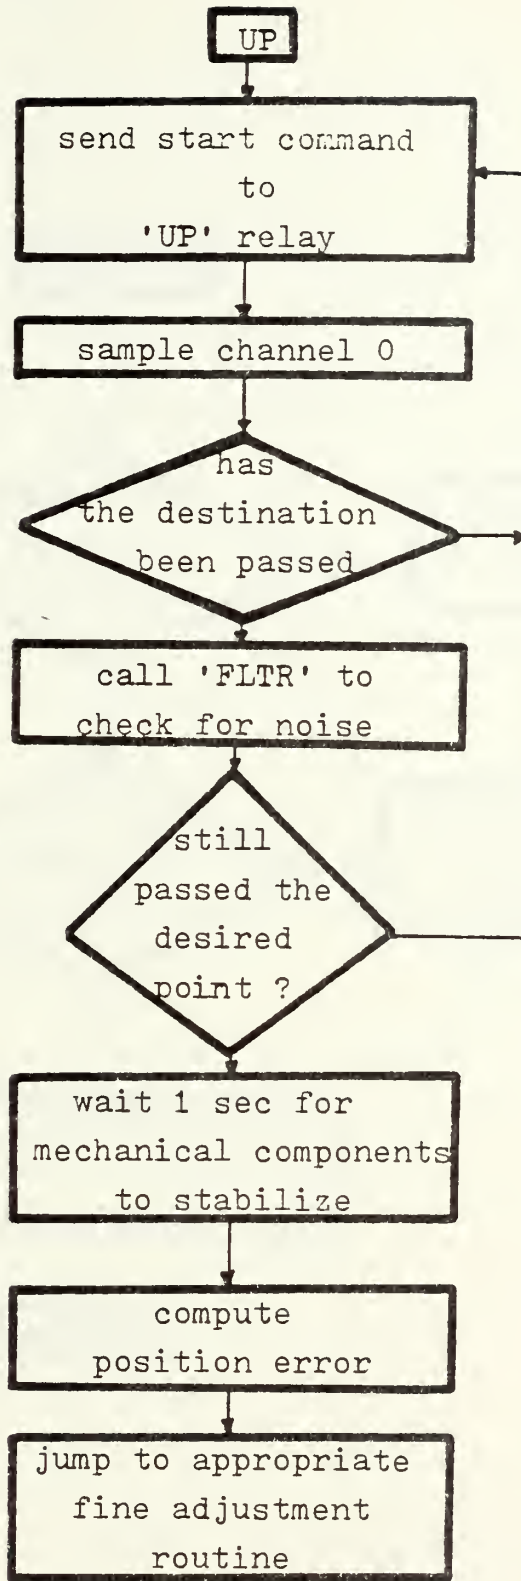 UP
send start command
to
'UP' relay
sample channel 0
has
the destination
been passed
call 'FLTR' to
check for noise
still
passed the
desired
point ?
wait 1 sec for
mechanical components
to stabilize
compute
position error
jump to appropriate
fine adjustment
routine